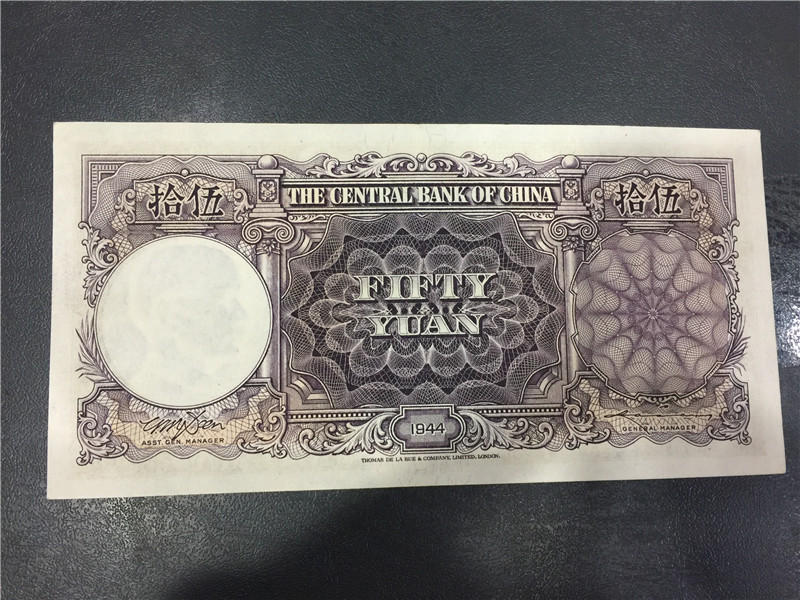 THE CENTRAL BANK OF CHINA
拾伍
拾伍
FIFTY
YUAN
ASST. GEN. MANAGER
1944
GENERAL MANAGER
THOMAS DE LA RUE & COMPANY, LIMITED, LONDON.